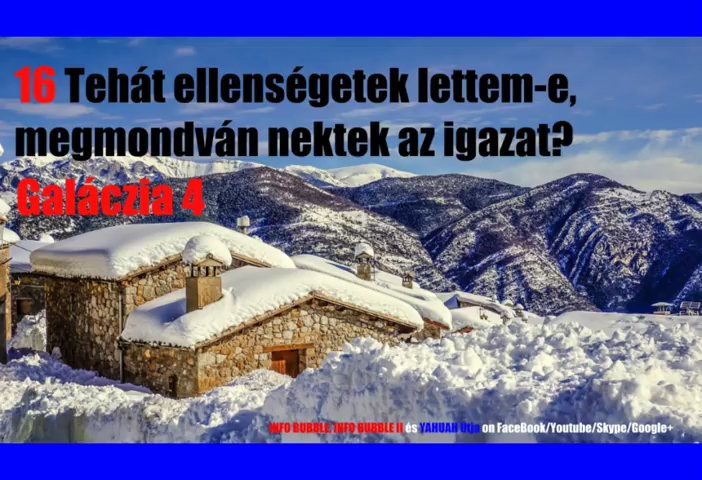 16 Tehát ellenségetek lettem-e,
megmondván nektek az igazat?
Galáczia 4
INFO BUBBLE, INFO BUBBLE II és YAHUAH Útja on FaceBook/Youtube/Skype/Google+